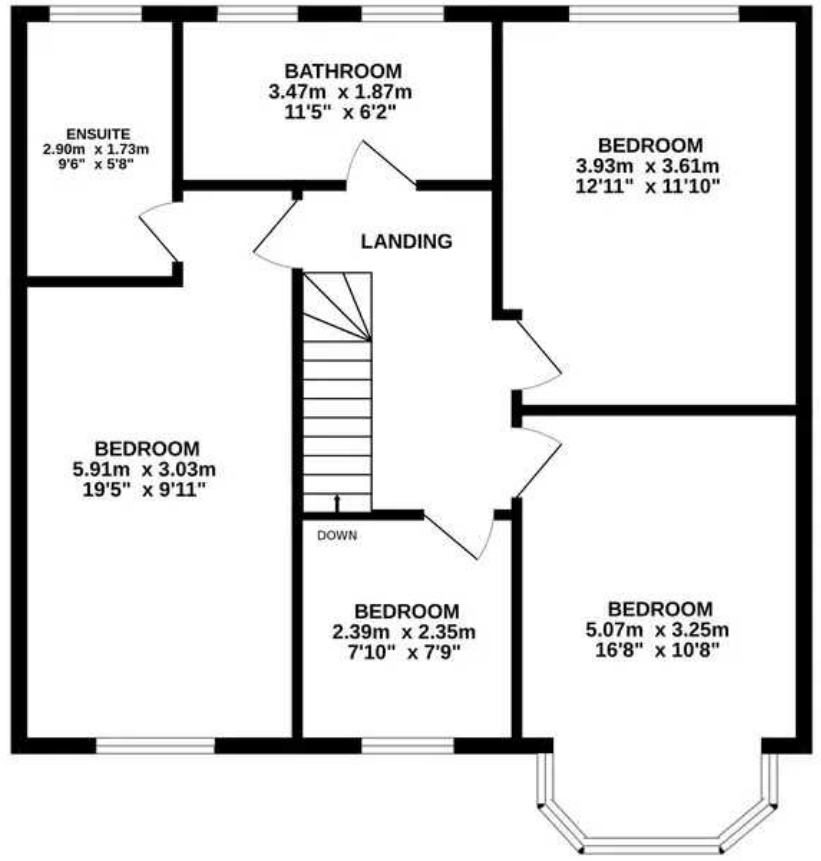 BATHROOM
3.47m x 1.87m
11'5" x 6'2"
ENSUITE
2.90m x 1.73m
9'6" x 5'8"
BEDROOM
3.93m x 3.61m
12'11" x 11'10"
LANDING
BEDROOM
5.91m x 3.03m
19'5" x 9'11"
DOWN
BEDROOM
2.39m x 2.35m
7'10" x 7'9"
BEDROOM
5.07m x 3.25m
16'8" x 10'8"